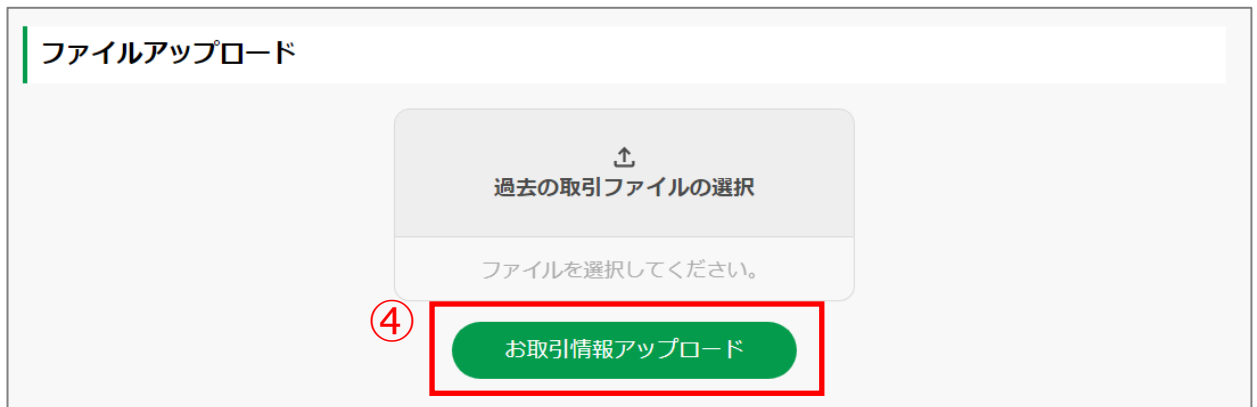 ファイルアップロード
過去の取引ファイルの選択
ファイルを選択してください。
④
お取引情報アップロード